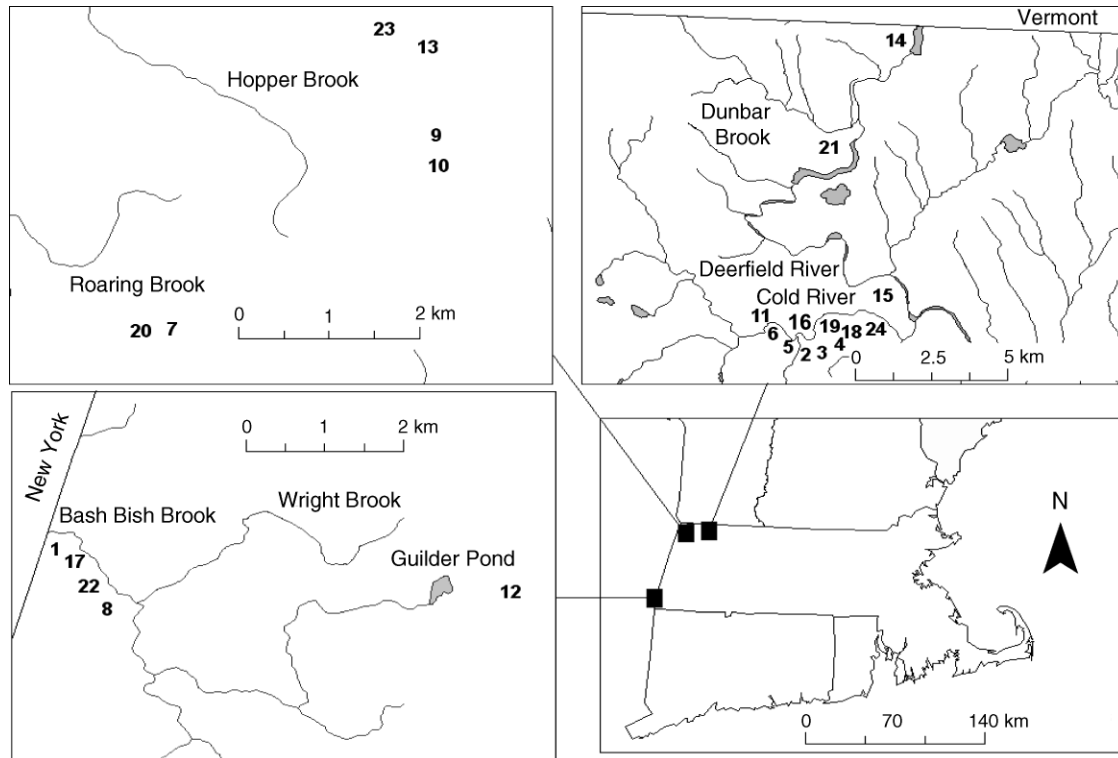 23
13
Hopper Brook
9
10
Roaring Brook
20 7
0 1 2 km
Vermont
14
Dunbar
Brook
21
Deerfield River
Cold River
15
11
16
6
19
18
24
5
2
3
4
0 2.5 5 km
New York
0 1 2 km
Wright Brook
Bash Bish Brook
1
17
22
8
Guilder Pond
12
N
0 70 140 km